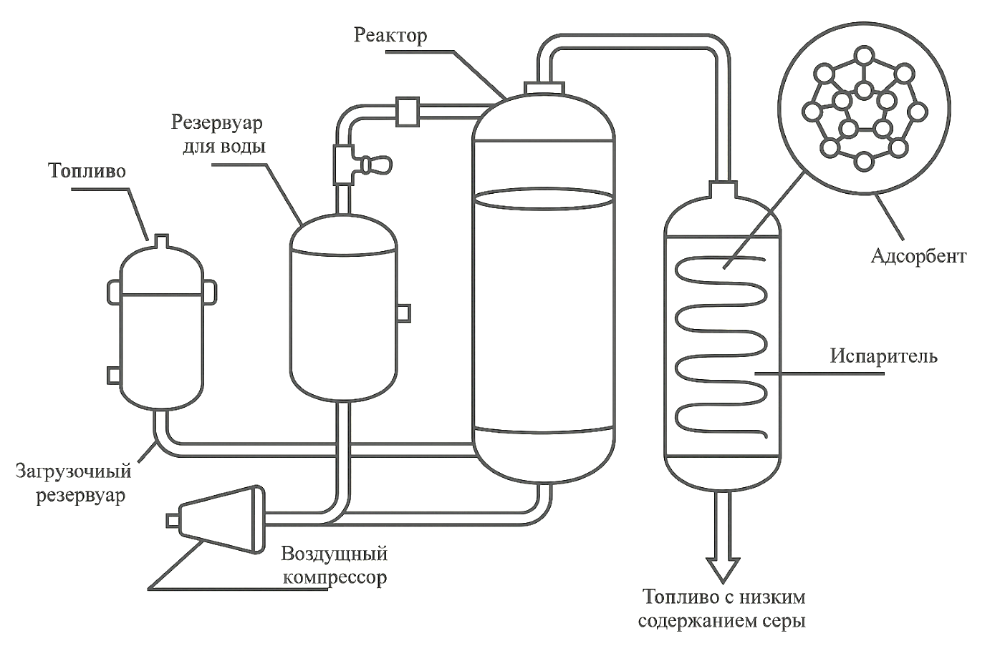 Реактор
Резервуар
для воды
Топливо
Адсорбент
Испаритель
Загрузочиый
резервуар
Воздущный
компрессор
Топливо с низким
содержанием серы